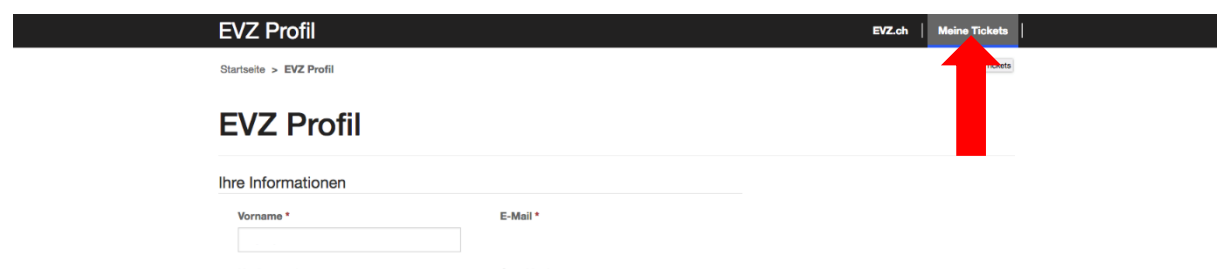 EVZ Profil
EVZ.ch | Meine Tickets |
Startseite > EVZ Profil
EVZ Profil
Ihre Informationen
Vorname * E-Mail *